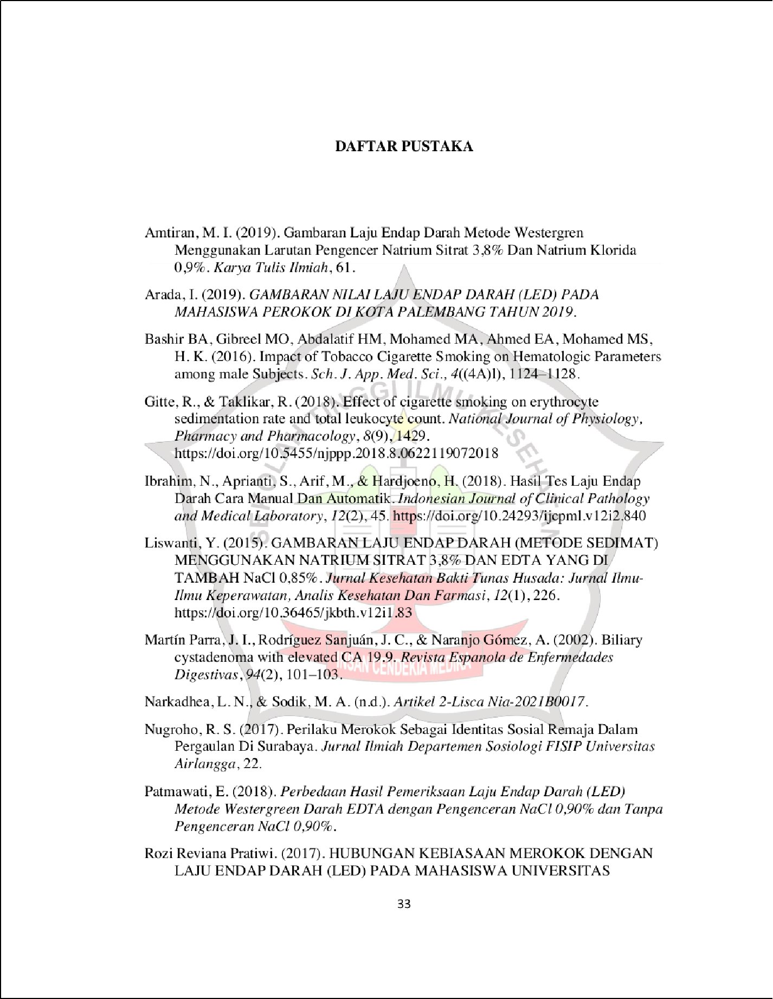 DAFTAR PUSTAKA
Amtiran, M. I. (2019). Gambaran Laju Endap Darah Metode Westergren
Menggunakan Larutan Pengencer Natrium Sitrat 3,8% Dan Natrium Klorida
0,9%. Karya Tulis Ilmiah, 61.
Arada, I. (2019). GAMBARAN NILAI LAJU ENDAP DARAH (LED) PADA
MAHASISWA PEROKOK DI KOTA PALEMBANG TAHUN 2019.
Bashir BA, Gibreel MO, Abdalatif HM, Mohamed MA, Ahmed EA, Mohamed MS,
H. K. (2016). Impact of Tobacco Cigarette Smoking on Hematologic Parameters
among male Subjects. Sch. J. App. Med. Sci., 4((4A)l), 1124–1128.
Gitte, R., & Taklikar, R. (2018). Effect of cigarette smoking on erythrocyte
sedimentation rate and total leukocyte count. National Journal of Physiology,
Pharmacy and Pharmacology, 8(9), 1429.
https://doi.org/10.5455/njppp.2018.8.0622119072018
Ibrahim, N., Aprianti, S., Arif, M., & Hardjoeno, H. (2018). Hasil Tes Laju Endap
Darah Cara Manual Dan Automatik. Indonesian Journal of Clinical Pathology
and Medical Laboratory, 12(2), 45. https://doi.org/10.24293/ijcpml.v12i2.840
Liswanti, Y. (2015). GAMBARAN LAJU ENDAP DARAH (METODE SEDIMAT)
MENGGUNAKAN NATRIUM SITRAT 3,8% DAN EDTA YANG DI
TAMBAH NaCl 0,85%. Jurnal Kesehatan Bakti Tunas Husada: Jurnal Ilmu-
Ilmu Keperawatan, Analis Kesehatan Dan Farmasi, 12(1), 226.
https://doi.org/10.36465/jkbth.v12i1.83
Martín Parra, J. I., Rodríguez Sanjuán, J. C., & Naranjo Gómez, A. (2002). Biliary
cystadenoma with elevated CA 19.9. Revista Espanola de Enfermedades
Digestivas, 94(2), 101–103.
Narkadhea, L. N., & Sodik, M. A. (n.d.). Artikel 2-Lisca Nia-2021B0017.
Nugroho, R. S. (2017). Perilaku Merokok Sebagai Identitas Sosial Remaja Dalam
Pergaulan Di Surabaya. Jurnal Ilmiah Departemen Sosiologi FISIP Universitas
Airlangga, 22.
Patmawati, E. (2018). Perbedaan Hasil Pemeriksaan Laju Endap Darah (LED)
Metode Westergreen Darah EDTA dengan Pengenceran NaCl 0,90% dan Tanpa
Pengenceran NaCl 0,90%.
Rozi Reviana Pratiwi. (2017). HUBUNGAN KEBIASAAN MEROKOK DENGAN
LAJU ENDAP DARAH (LED) PADA MAHASISWA UNIVERSITAS
33
SEKOLAH TINGGI ILMU KESEHATAN
INSAN CENDEKIA MEDIKA